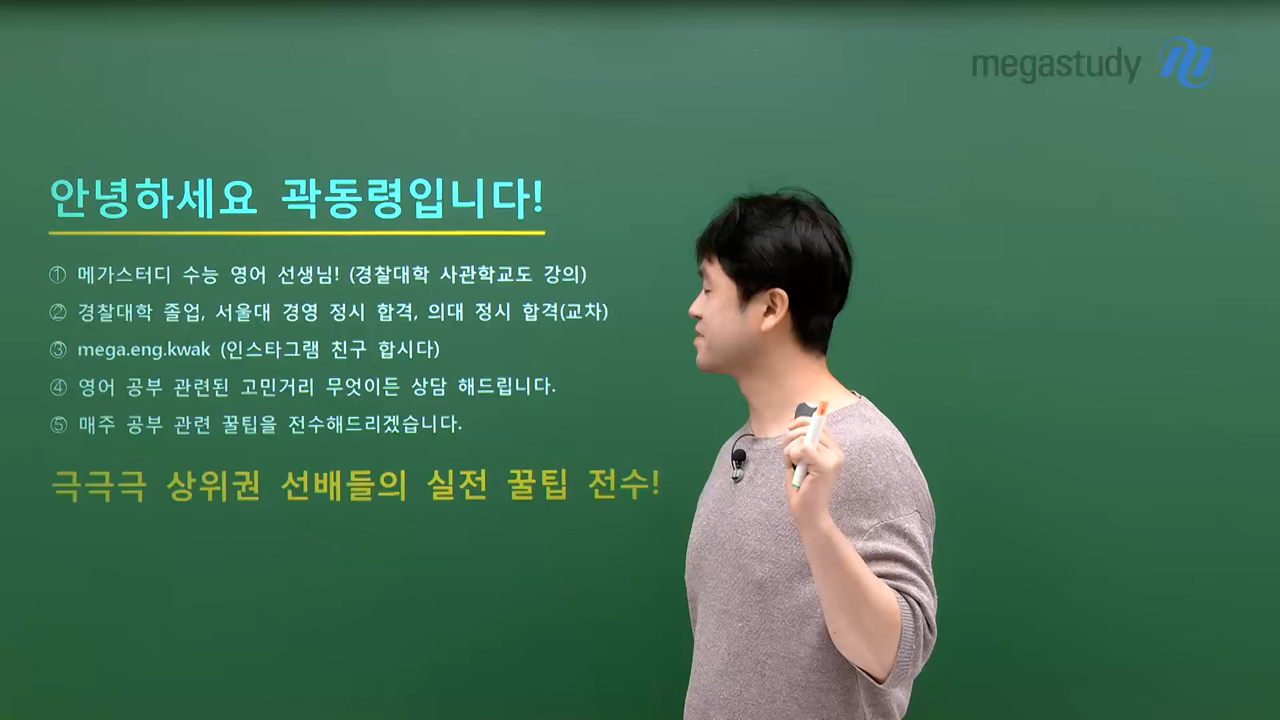 megastudy
안녕하세요 곽동령입니다!
① 메가스터디 수능 영어 선생님! (경찰대학 사관학교도 강의)
② 경찰대학 졸업, 서울대 경영 정시 합격, 의대 정시 합격(교차)
③ mega.eng.kwak (인스타그램 친구 합시다)
④ 영어 공부 관련된 고민거리 무엇이든 상담 해드립니다.
⑤ 매주 공부 관련 꿀팁을 전수해드리겠습니다.
극극극 상위권 선배들의 실전 꿀팁 전수!